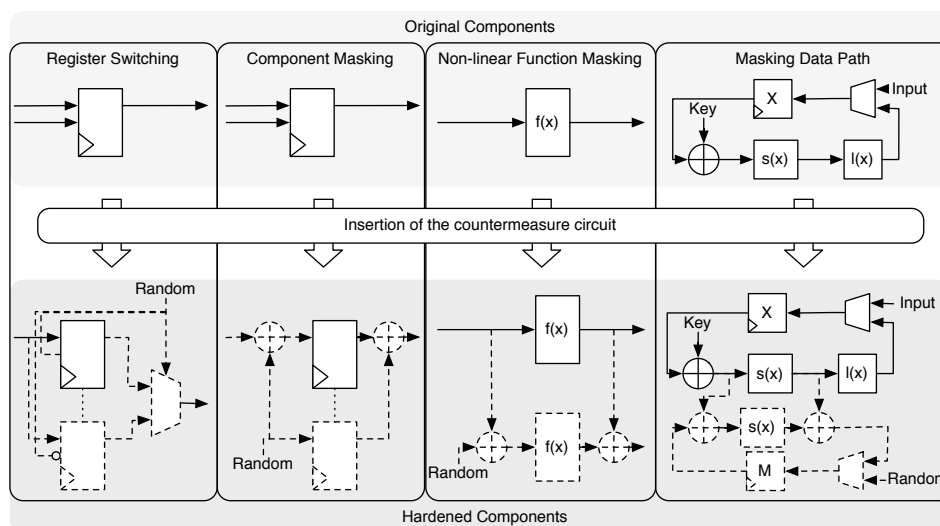 Original Components
Register Switching
Component Masking
Non-linear Function Masking
Masking Data Path
f(x)
X
Input
Key
s(x)
l(x)
Insertion of the countermeasure circuit
Random
Random
f(x)
f(x)
Random
X
Input
Key
s(x)
l(x)
s(x)
M
Random
Hardened Components